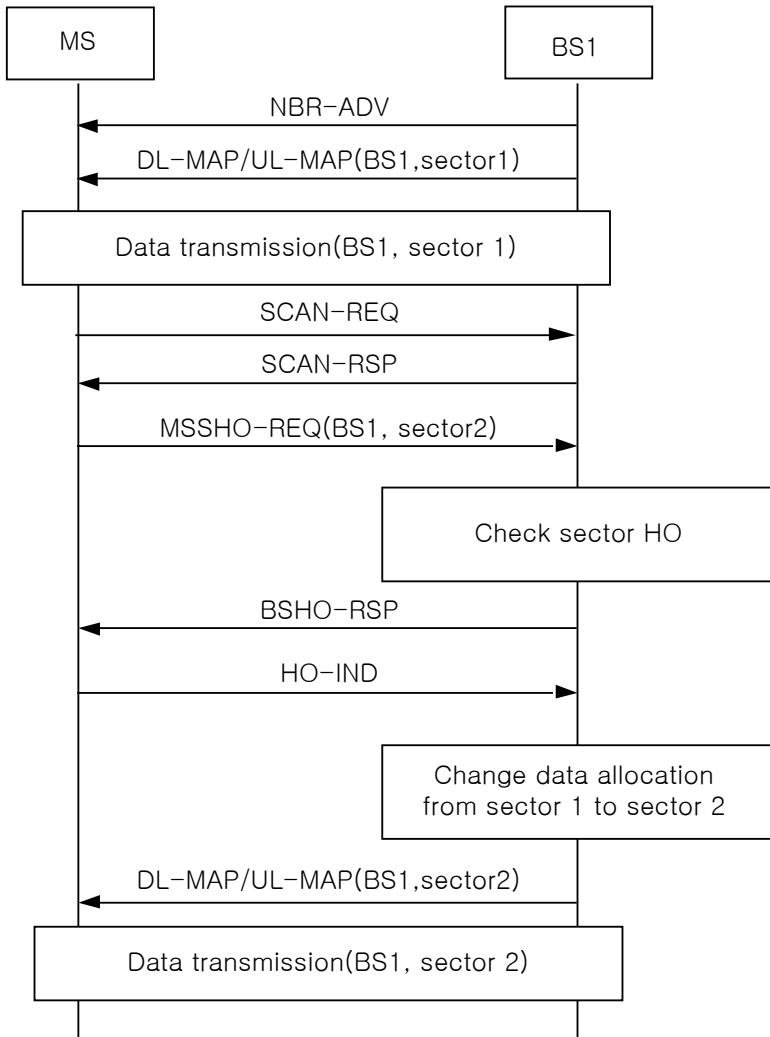 MS
BS1
NBR-ADV
DL-MAP/UL-MAP(BS1,sector1)
Data transmission(BS1, sector 1)
SCAN-REQ
SCAN-RSP
MSSHO-REQ(BS1, sector2)
Check sector HO
BSHO-RSP
HO-IND
Change data allocation
from sector 1 to sector 2
DL-MAP/UL-MAP(BS1,sector2)
Data transmission(BS1, sector 2)